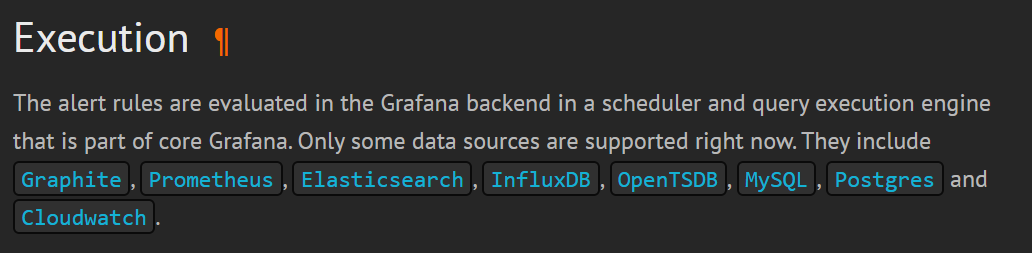 Execution ¶
The alert rules are evaluated in the Grafana backend in a scheduler and query execution engine
that is part of core Grafana. Only some data sources are supported right now. They include
Graphite, Prometheus, Elasticsearch, InfluxDB, OpenTSDB, MySQL, Postgres and
Cloudwatch.